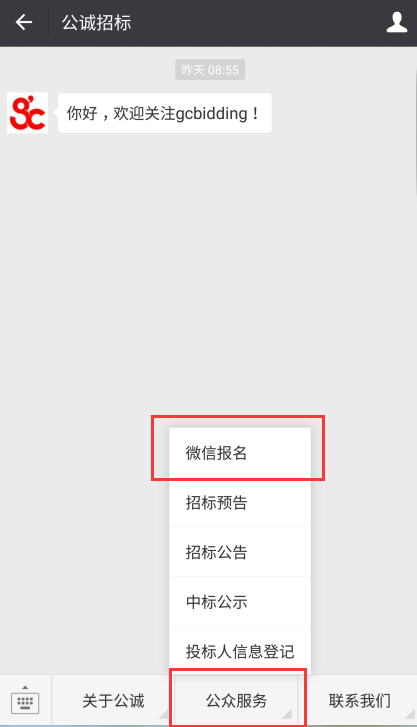 公诚招标
昨天 08:55
gc
你好，欢迎关注gcbidding！
微信报名
招标预告
招标公告
中标公示
投标人信息登记
关于公诚
公众服务
联系我们